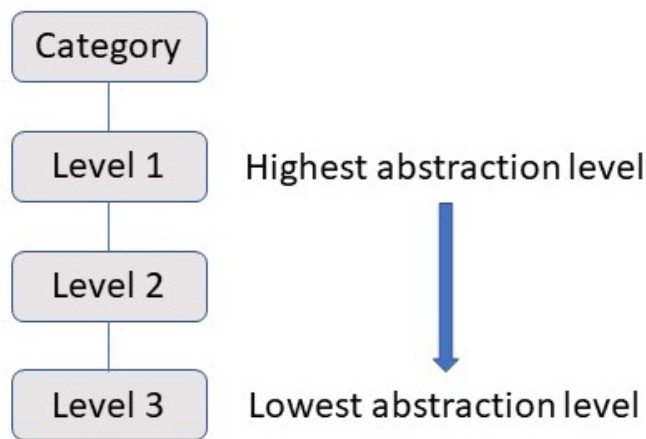 Category
Level 1
Highest abstraction level
Level 2
Level 3
Lowest abstraction level